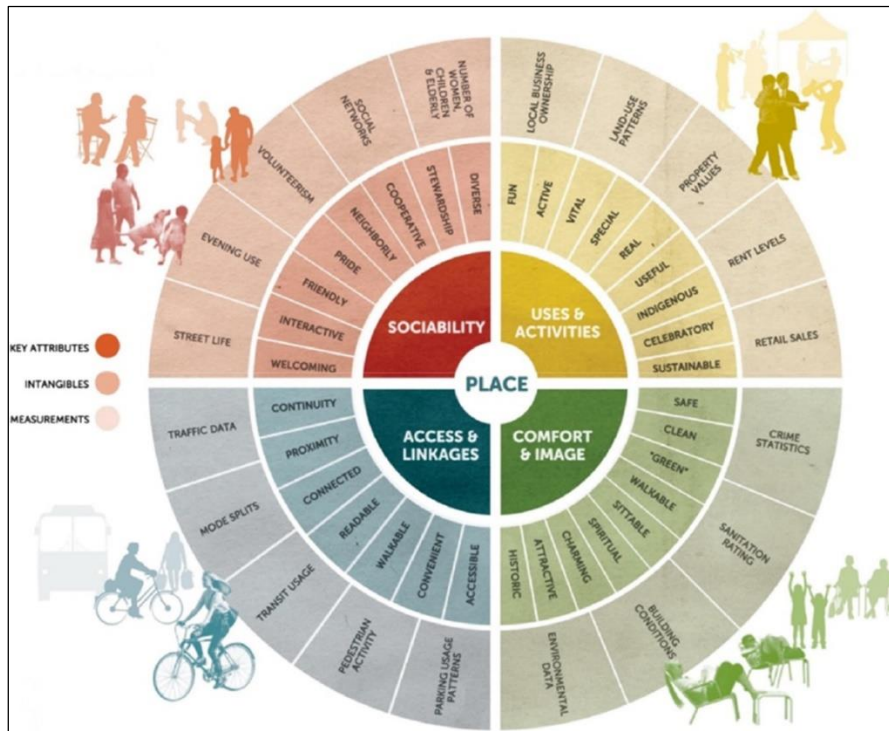 NUMBER OF
WOMEN,
CHILDREN
& ELDERLY
SOCIAL
NETWORKS
VOLUNTEERISM
EVENING USE
STREET LIFE
LOCAL BUSINESS
OWNERSHIP
LAND-USE
PATTERNS
PROPERTY
VALUES
RENT LEVELS
RETAIL SALES
DIVERSE
STEWARDSHIP
COOPERATIVE
NEIGHBORLY
PRIDE
FRIENDLY
INTERACTIVE
WELCOMING
FUN
ACTIVE
VITAL
SPECIAL
REAL
USEFUL
INDIGENOUS
CELEBRATORY
SUSTAINABLE
SOCIABILITY
USES &
ACTIVITIES
PLACE
ACCESS &
LINKAGES
COMFORT
& IMAGE
KEY ATTRIBUTES
INTANGIBLES
MEASUREMENTS
CONTINUITY
PROXIMITY
CONNECTED
READABLE
WALKABLE
CONVENIENT
ACCESSIBLE
SAFE
CLEAN
"GREEN"
WALKABLE
SITTABLE
SPIRITUAL
CHARMING
ATTRACTIVE
HISTORIC
TRAFFIC DATA
MODE SPLITS
TRANSIT USAGE
PEDESTRIAN
ACTIVITY
PARKING USAGE
PATTERNS
CRIME
STATISTICS
SANITATION
RATING
BUILDING
CONDITIONS
ENVIRONMENTAL
DATA